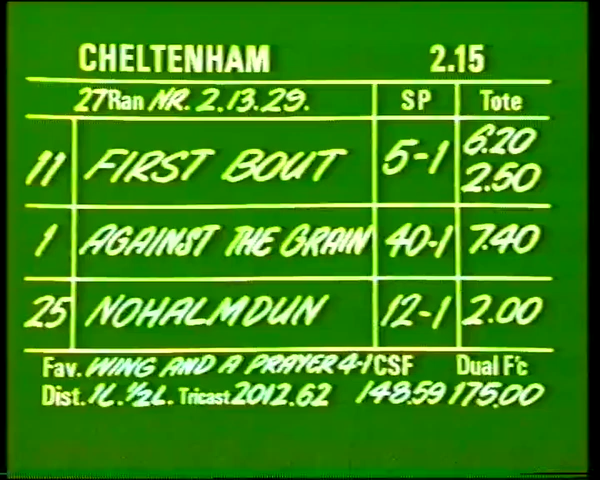 CHELTENHAM 2.15
27 Ran NR. 2.13.29. SP Tote
11 FIRST BOUT 5-1 6.20
2.50
1 AGAINST THE GRAIN 40-1 7.40
25 NOHALMDUN 12-1 2.00
Fav. WING AND A PRAYER 4-1 CSF Dual F'c
Dist. 1L. ½L. Tricast 2012.62 148.59 175.00